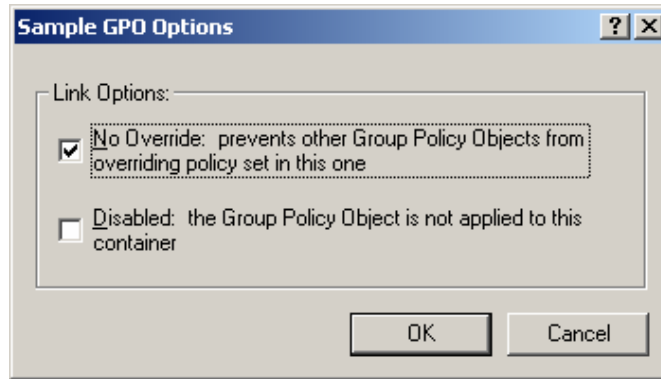 Sample GPO Options
Link Options:
No Override:  prevents other Group Policy Objects from
overriding policy set in this one
Disabled:  the Group Policy Object is not applied to this
container
OK
Cancel